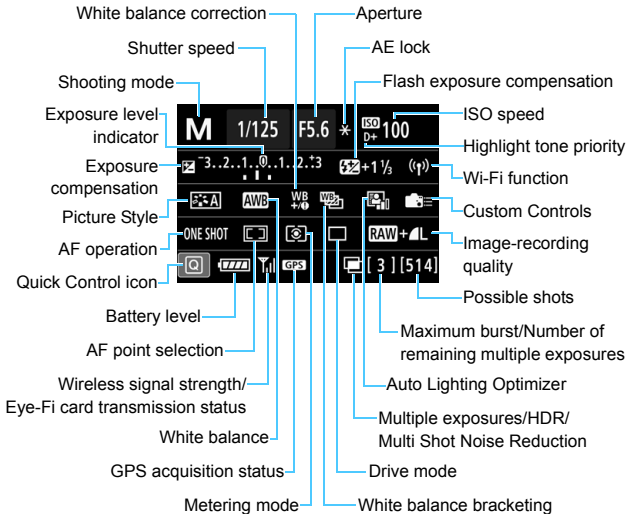 White balance correction
Aperture
Shutter speed
AE lock
Shooting mode
Flash exposure compensation
Exposure level
indicator
ISO speed
Highlight tone priority
Exposure
compensation
Wi-Fi function
Picture Style
Custom Controls
AF operation
Image-recording
quality
Quick Control icon
Possible shots
M 1/125 F5.6 ISO D+ 100
-3..2..1..0..1..2.+3 +1 1/3
A AWB WB +/- WB
ONE SHOT RAW+L
Q GPS [ 3 ] [514]
Battery level
Maximum burst/Number of
remaining multiple exposures
AF point selection
Wireless signal strength/
Eye-Fi card transmission status
Auto Lighting Optimizer
White balance
Multiple exposures/HDR/
Multi Shot Noise Reduction
GPS acquisition status
Drive mode
Metering mode
White balance bracketing